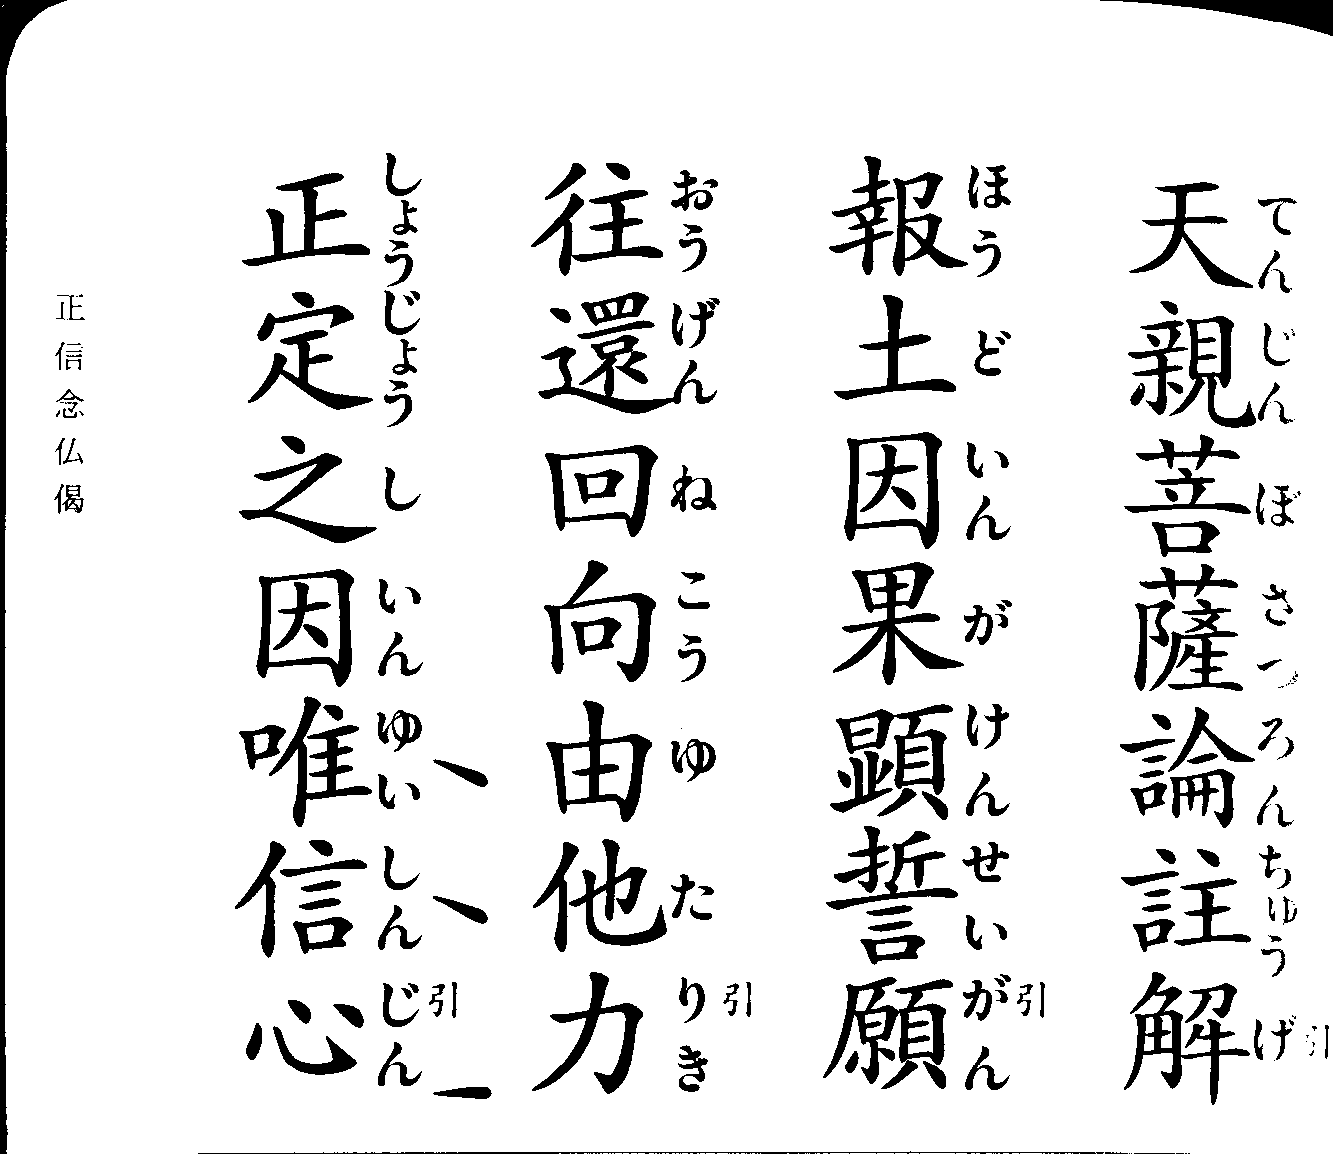 天親菩薩論註解
てんじんぼさつろんちゅうげ
引
報土因果顕誓願
ほうどいんがけんせいがん
引
往還回向由他力
おうげんねこうゆたりき
引
正定之因唯信心
しょうじょうしいんゆいしんじん
引
正信念仏偈